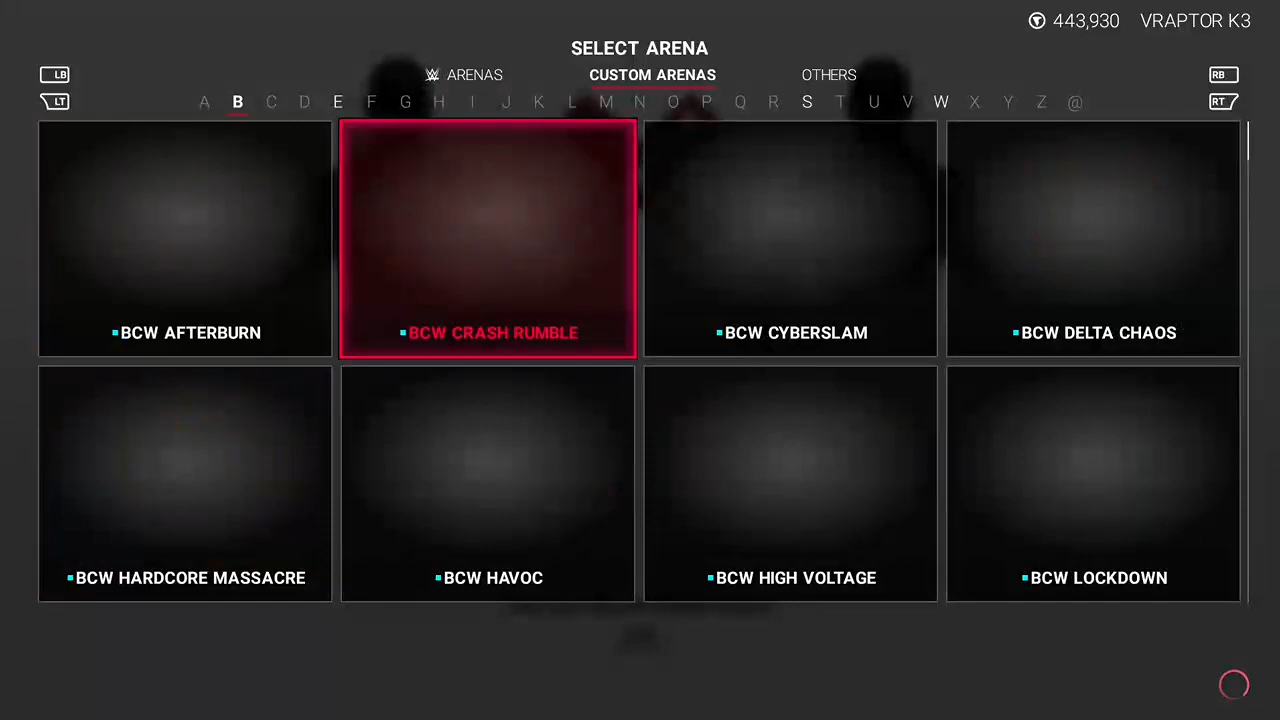 443,930 VRAPTOR K3
SELECT ARENA
LB ARENAS CUSTOM ARENAS OTHERS RB
LT A B C D E F G H I J K L M N O P Q R S T U V W X Y Z @ RT
BCW AFTERBURN BCW CRASH RUMBLE BCW CYBERSLAM BCW DELTA CHAOS
BCW HARDCORE MASSACRE BCW HAVOC BCW HIGH VOLTAGE BCW LOCKDOWN